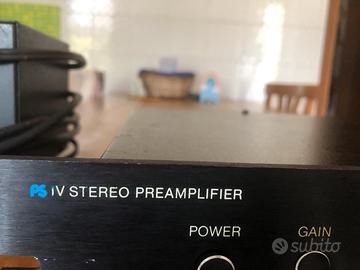 PS IV STEREO PREAMPLIFIER
POWER GAIN
subito